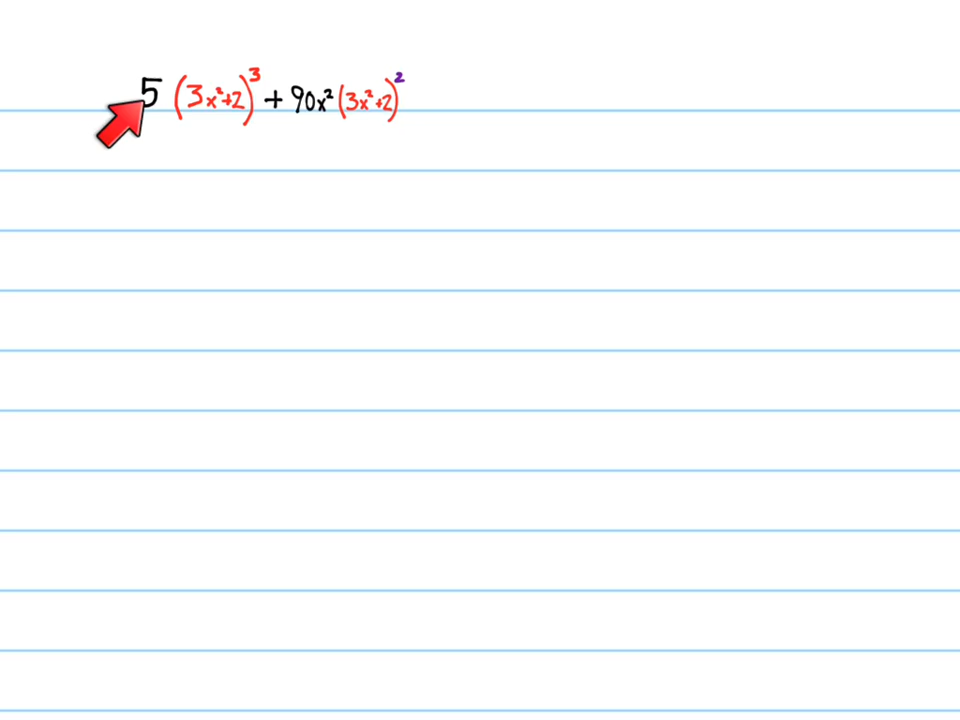 5 (3x²+2)³ + 90x² (3x²+2)²